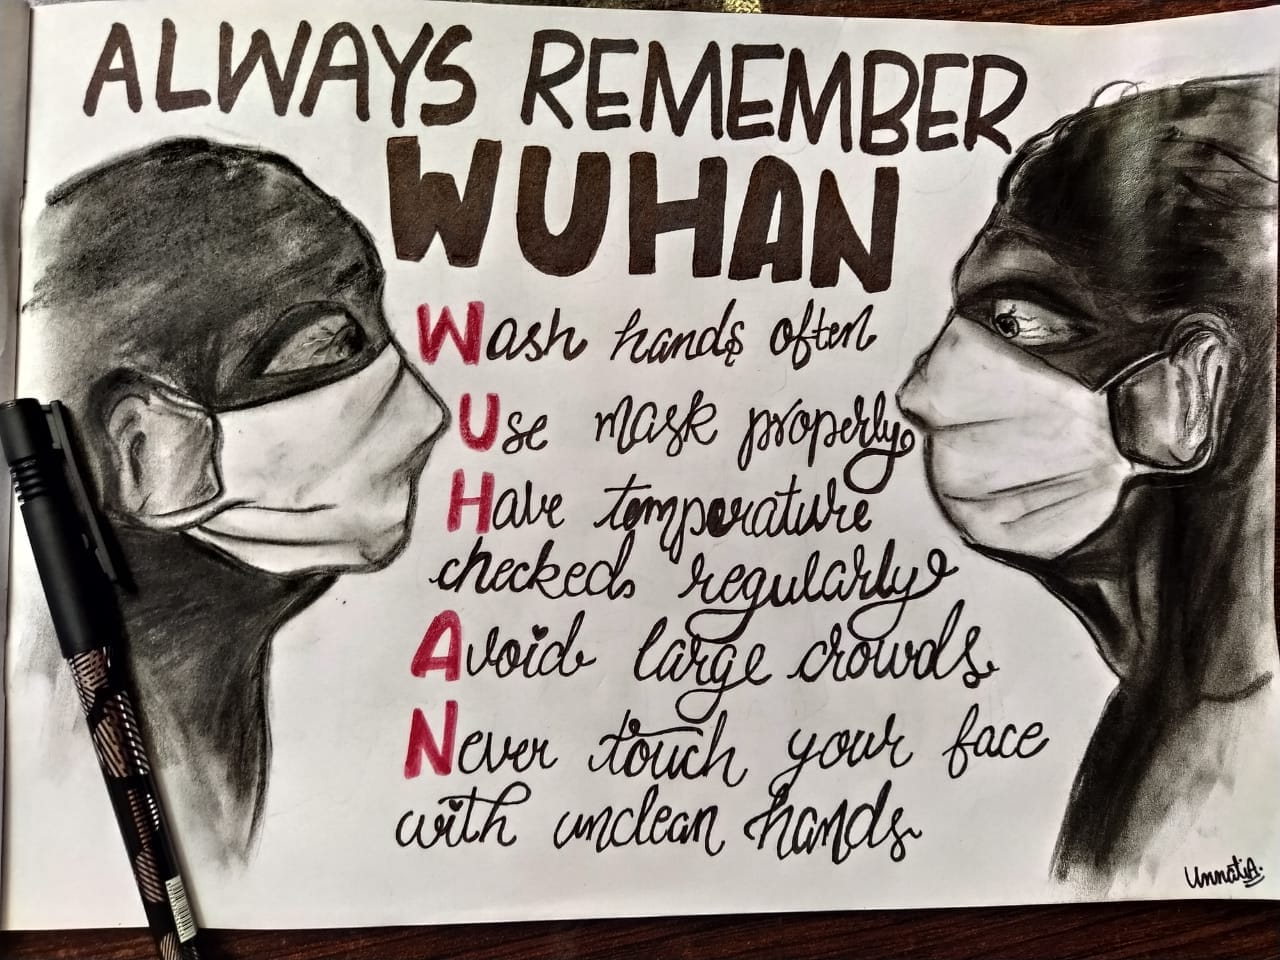 ALWAYS REMEMBER
WUHAN
Wash hands often
Use mask properly
Have temperature
checked regularly
Avoid large crowds
Never touch your face
with unclean hands
UnnatiA.